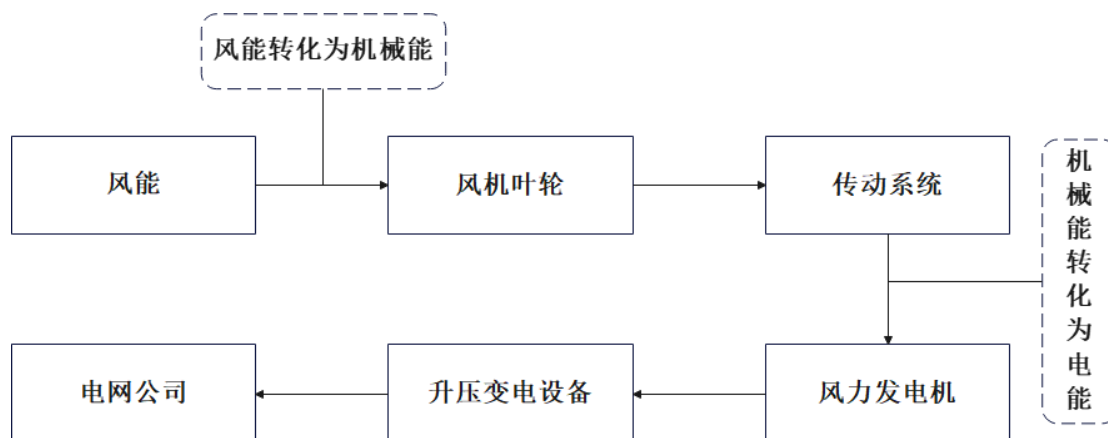 风能转化为机械能
风能
风机叶轮
传动系统
机械能转化为电能
电网公司
升压变电设备
风力发电机